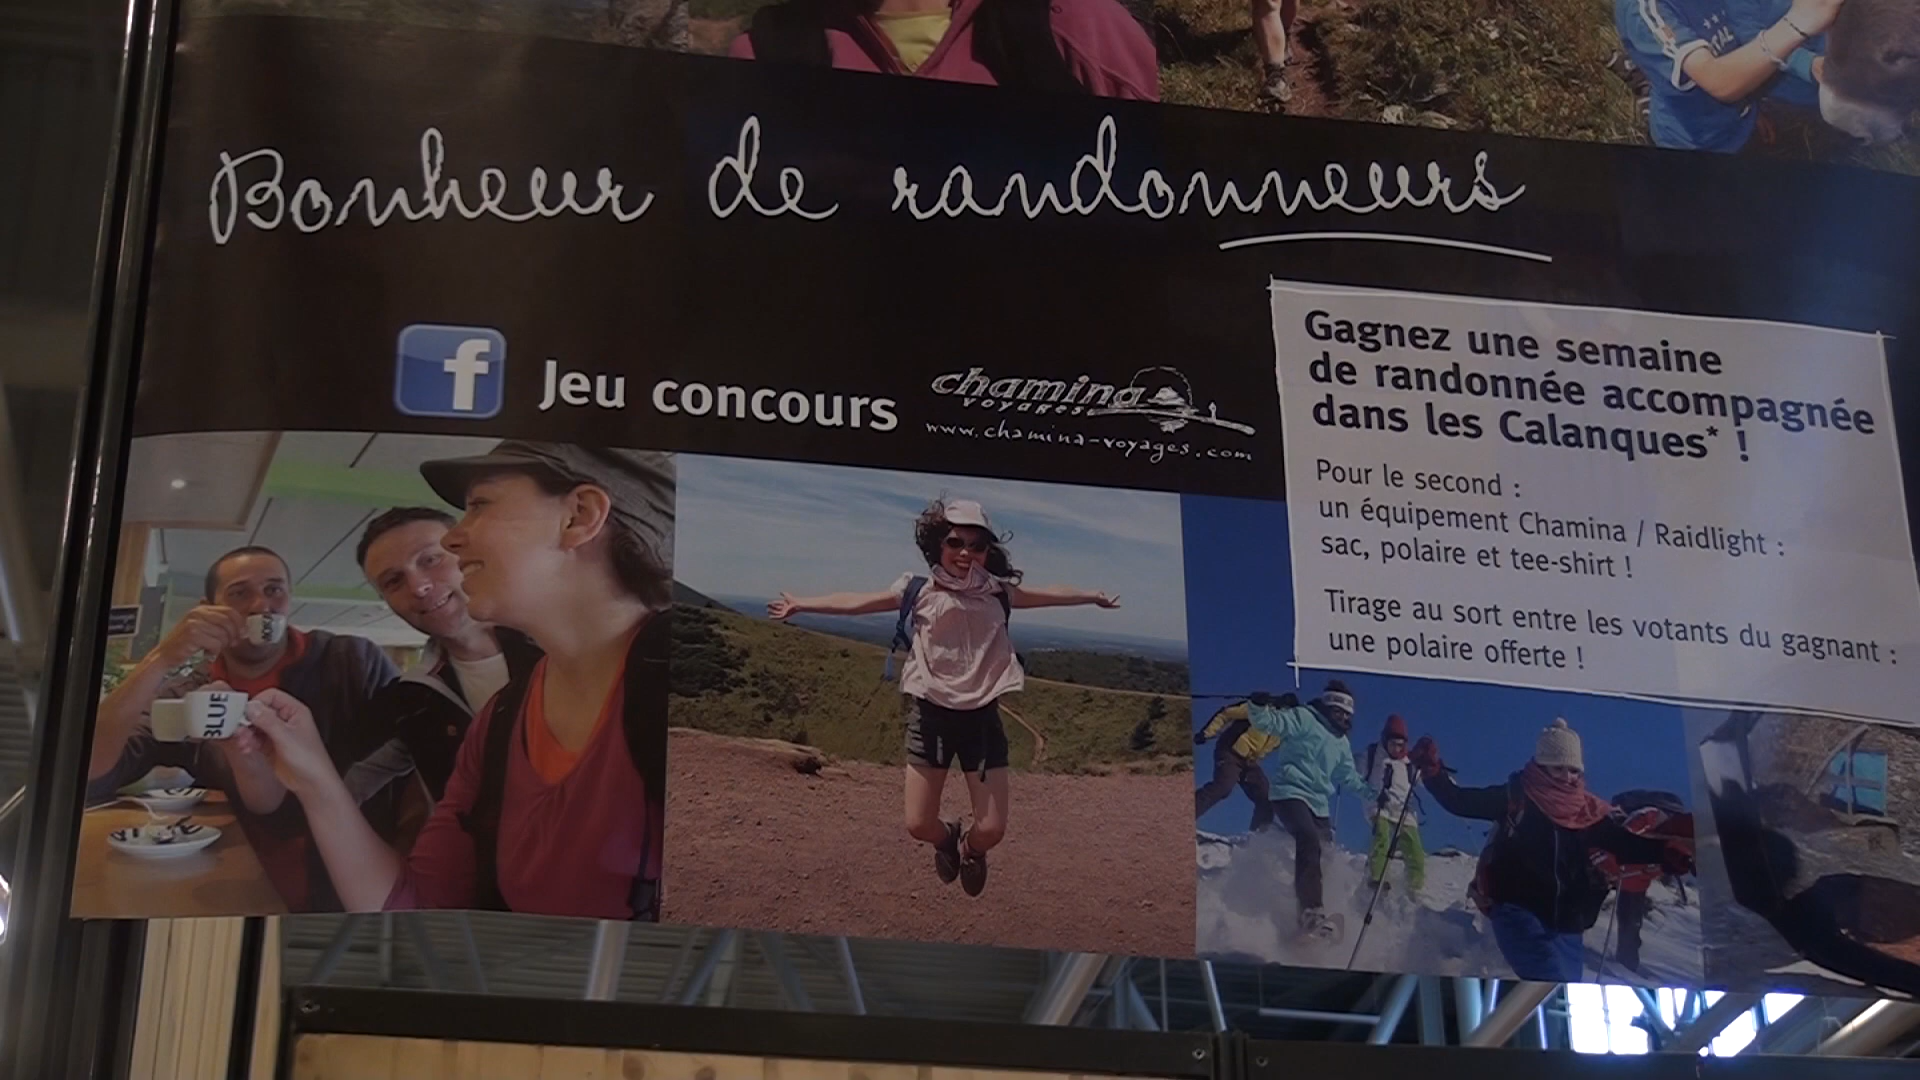 Bonheur de randonneurs
f Jeu concours
chamina
voyages
www.chamina-voyages.com
Gagnez une semaine
de randonnée accompagnée
dans les Calanques* !
Pour le second :
un équipement Chamina / Raidlight :
sac, polaire et tee-shirt !
Tirage au sort entre les votants du gagnant :
une polaire offerte !
BLUE